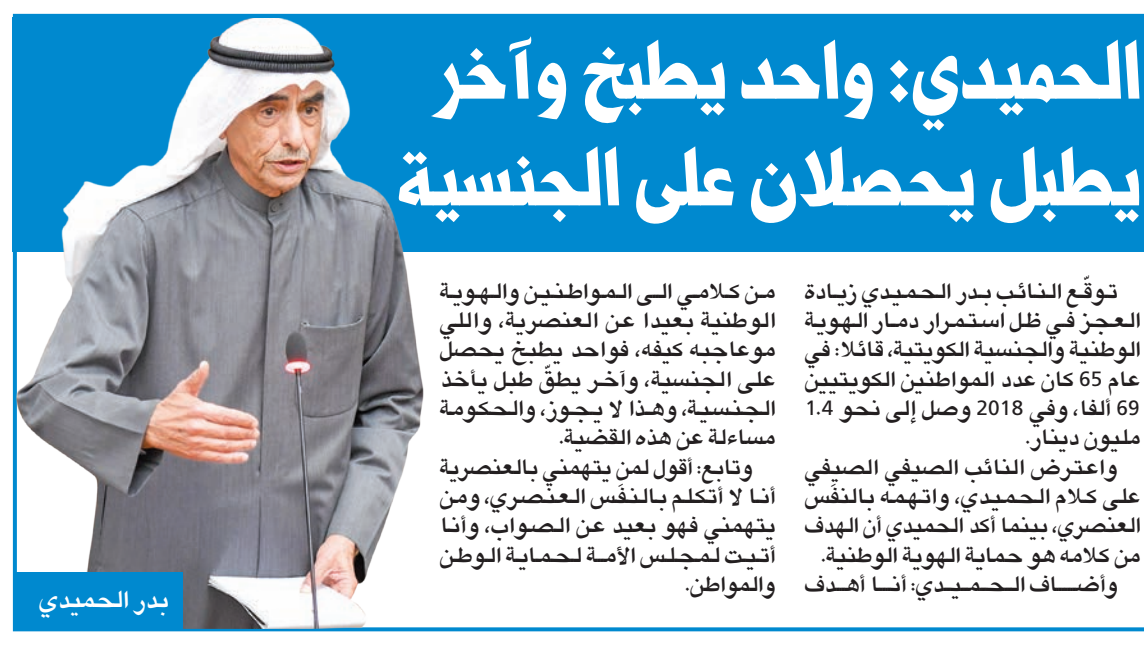 الحميدي: واحد يطبخ وآخر
يطبل يحصلان على الجنسية
توقّع النائب بدر الحميدي زيادة
العجز في ظل استمرار دمار الهوية
الوطنية والجنسية الكويتية، قائلا: في
عام 65 كان عدد المواطنين الكويتيين
69 ألفا، وفي 2018 وصل إلى نحو 1.4
مليون دينار.
واعترض النائب الصيفي الصيفي
على كلام الحميدي، واتهمه بالنفَس
العنصري، بينما أكد الحميدي أن الهدف
من كلامه هو حماية الهوية الوطنية.
وأضاف الحميدي: أنا أهدف
من كلامي الى المواطنين والهوية
الوطنية بعيدا عن العنصرية، واللي
موعاجبه كيفه، فواحد يطبخ يحصل
على الجنسية، وآخر يطقّ طبل يأخذ
الجنسية، وهذا لا يجوز، والحكومة
مساءلة عن هذه القضية.
وتابع: أقول لمن يتهمني بالعنصرية
أنا لا أتكلم بالنفَس العنصري، ومن
يتهمني فهو بعيد عن الصواب، وأنا
أتيت لمجلس الأمة لحماية الوطن
والمواطن.
بدر الحميدي